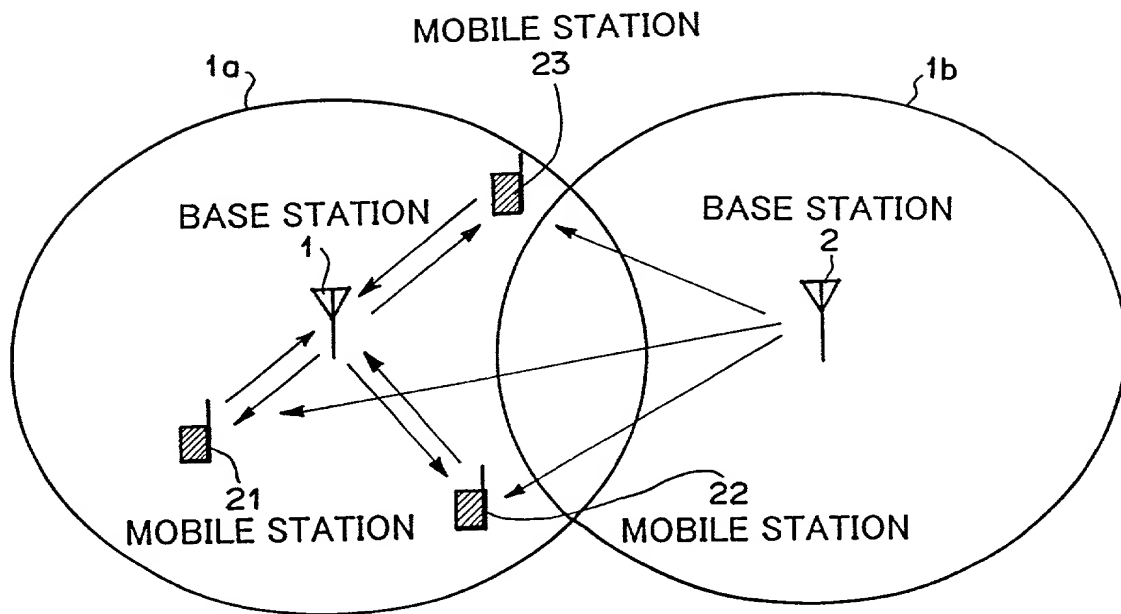 MOBILE STATION
23
1a
1b
BASE STATION
1
BASE STATION
2
21
MOBILE STATION
22
MOBILE STATION